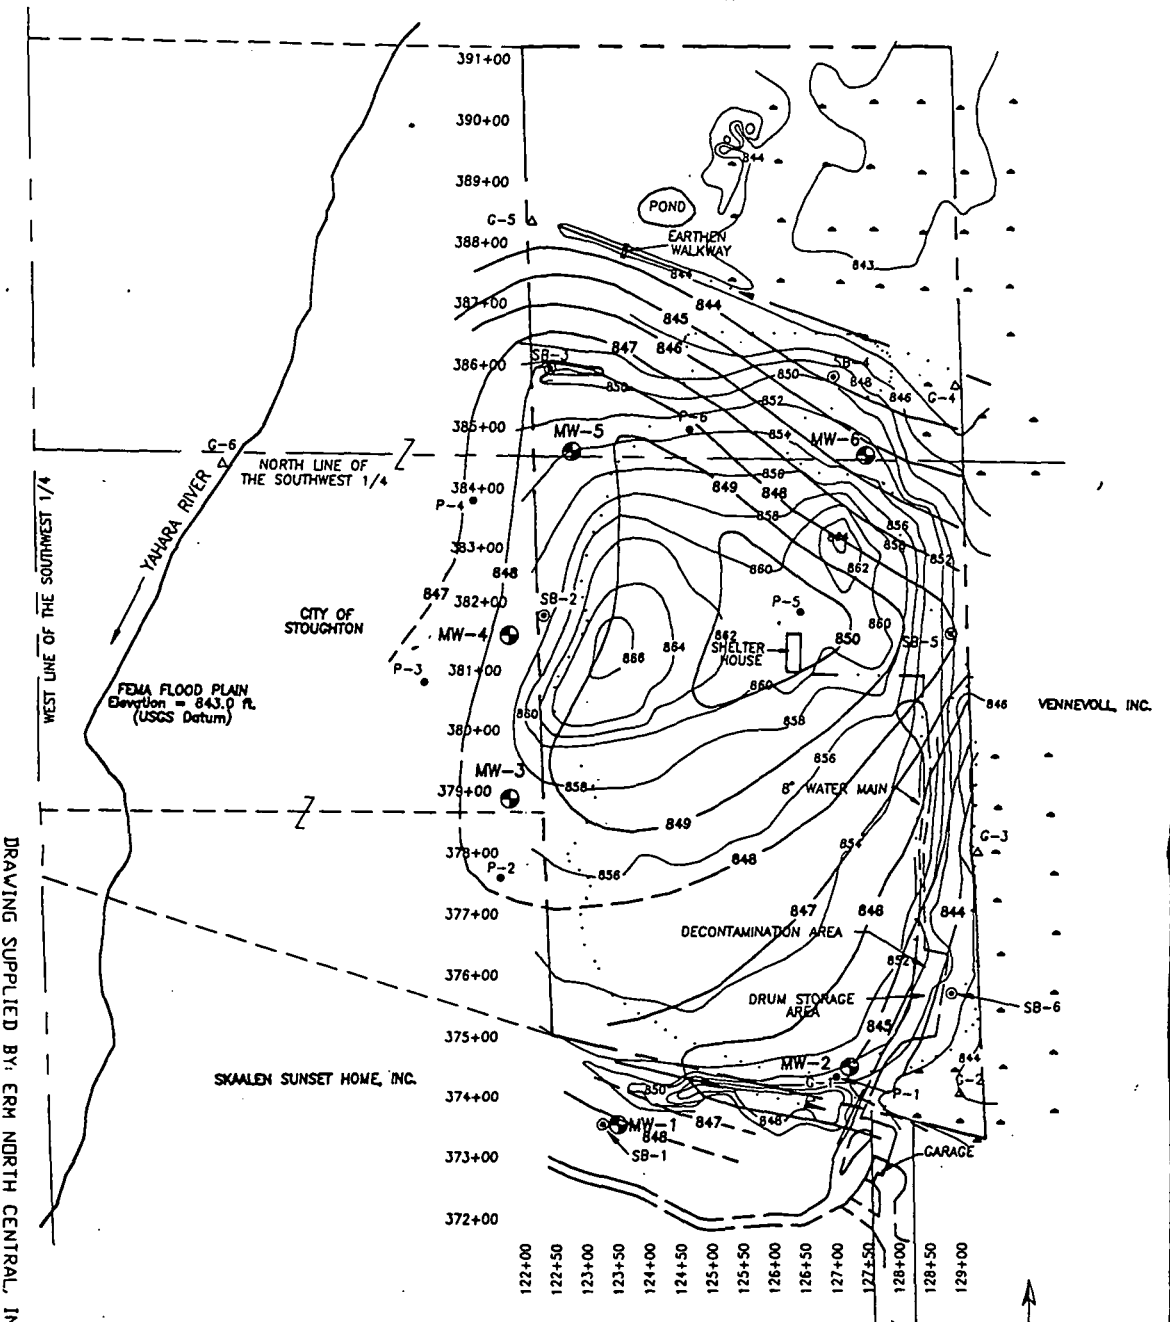 391+00
390+00
844
389+00
POND
G-5
EARTHEN
WALKWAY
388+00
843
844
387+00
844
845
847
846
SB-3
386+00
SB-4
850
850
848
846
G-4
852
P-6
385+00
MW-5
854
MW-6
G-6
NORTH LINE OF
THE SOUTHWEST 1/4
856
849
848
384+00
P-4
858
856
YAHARA RIVER
383+00
864
858
852
860
862
848
847
382+00
SB-2
P-5
CITY OF
STOUGHTON
MW-4
862
860
850
SB-5
SHELTER
HOUSE
866
864
381+00
P-3
WEST LINE OF THE SOUTHWEST 1/4
FEMA FLOOD PLAIN
Elevation = 843.0 ft.
(USGS Datum)
860
846
VENNEVOLL, INC.
860
858
380+00
856
MW-3
379+00
858
8" WATER MAIN
849
G-3
854
378+00
848
P-2
856
377+00
847
848
844
DECONTAMINATION AREA
376+00
852
DRUM STORAGE
AREA
SB-6
845
375+00
MW-2
844
SKAALEN SUNSET HOME, INC.
G-1
G-2
850
P-1
374+00
847
848
MW-1
848
SB-1
GARAGE
373+00
372+00
122+00
122+50
123+00
123+50
124+00
124+50
125+00
125+50
126+00
126+50
127+00
127+50
128+00
128+50
129+00
DRAWING SUPPLIED BY: ERM NORTH CENTRAL,